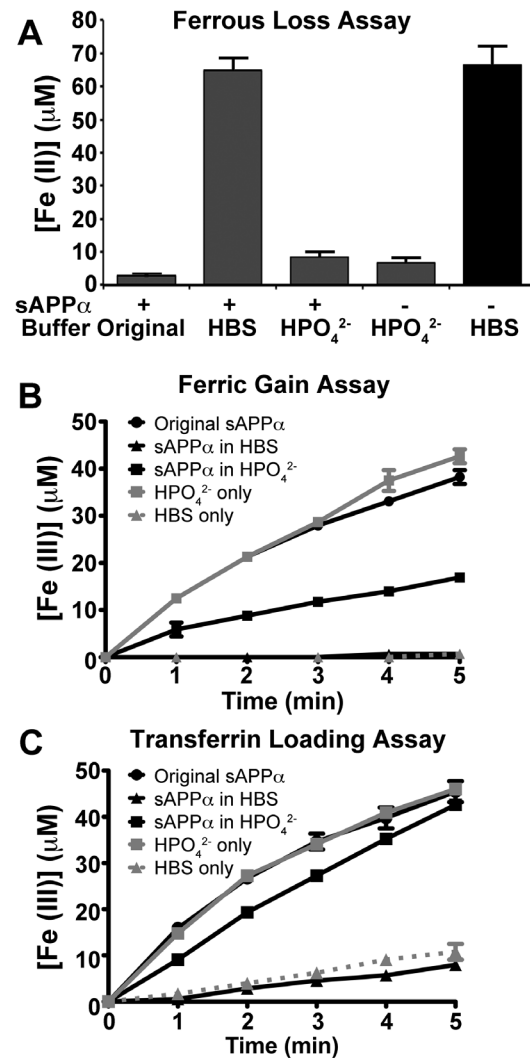 A
Ferrous Loss Assay
[Fe (II)] (μM)
80
70
60
50
40
30
20
10
0
sAPPα + + + - -
Buffer Original HBS HPO₄²⁻ HPO₄²⁻ HBS
B
Ferric Gain Assay
[Fe (III)] (μM)
50
40
30
20
10
0
Original sAPPα
sAPPα in HBS
sAPPα in HPO₄²⁻
HPO₄²⁻ only
HBS only
0 1 2 3 4 5
Time (min)
C
Transferrin Loading Assay
[Fe (III)] (μM)
50
40
30
20
10
0
Original sAPPα
sAPPα in HBS
sAPPα in HPO₄²⁻
HPO₄²⁻ only
HBS only
0 1 2 3 4 5
Time (min)